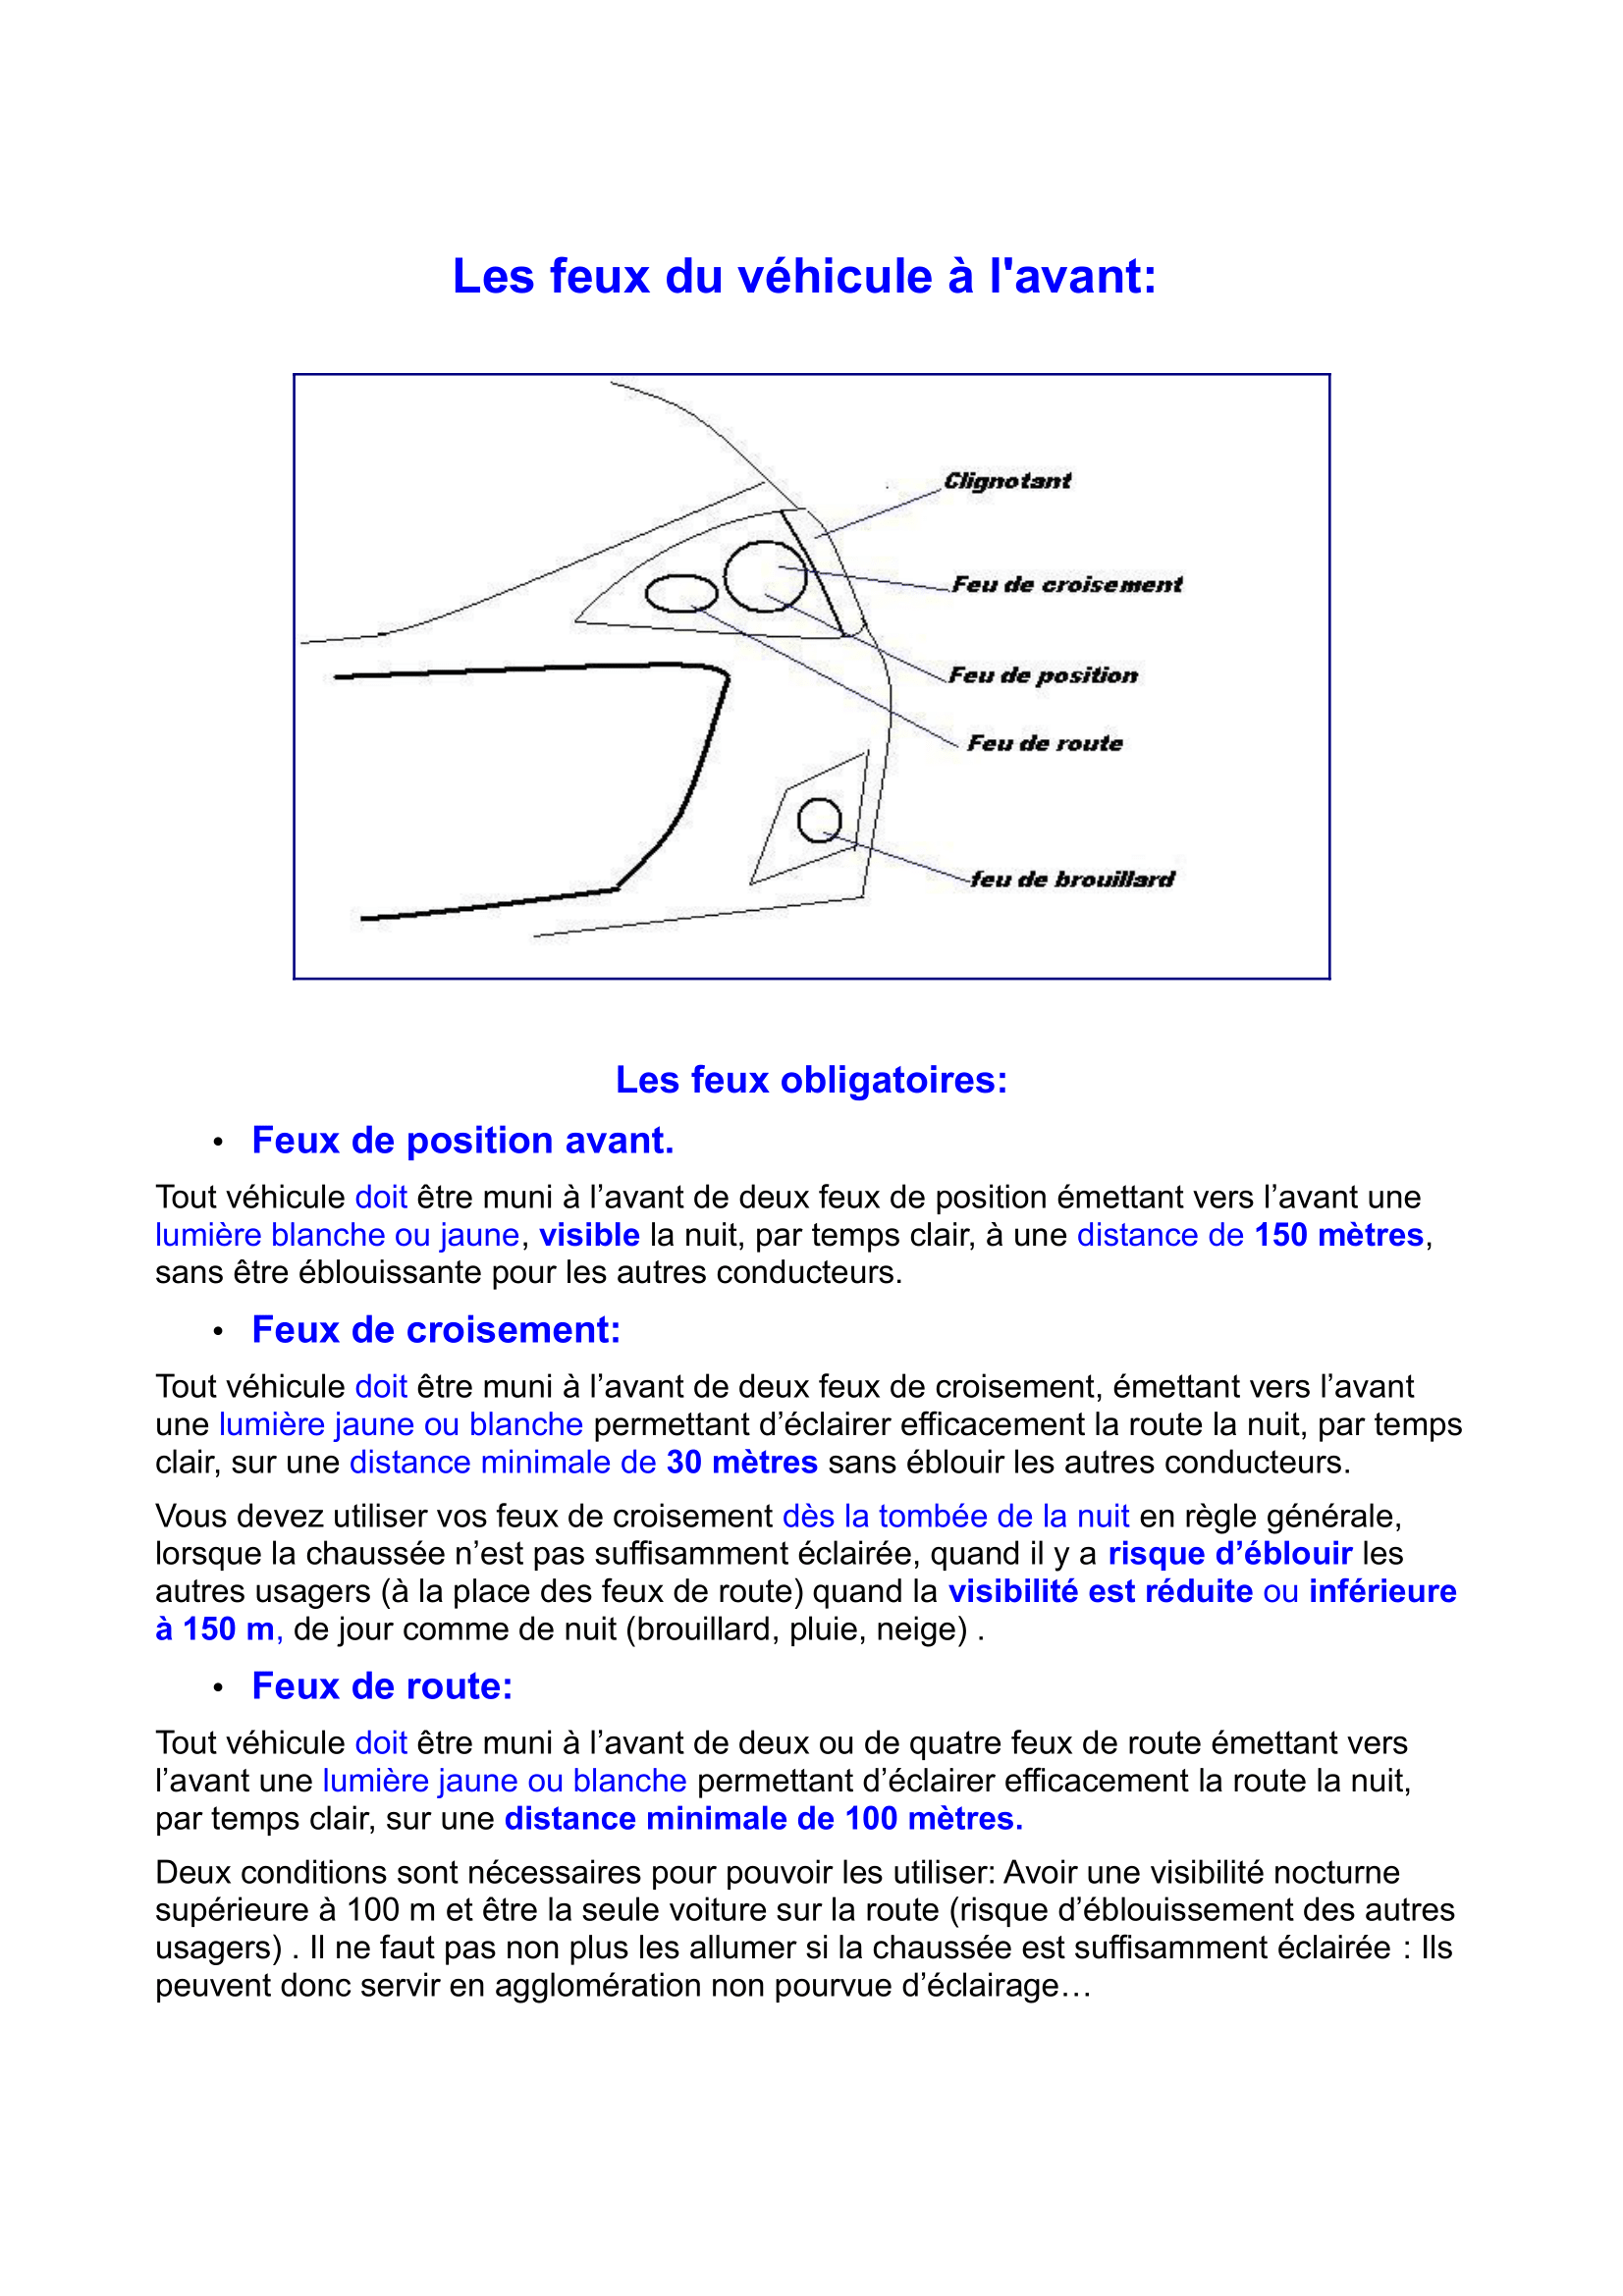 Les feux du véhicule à l'avant:
Clignotant
Feu de croisement
Feu de position
Feu de route
feu de brouillard
Les feux obligatoires:
• Feux de position avant.
Tout véhicule doit être muni à l’avant de deux feux de position émettant vers l’avant une
lumière blanche ou jaune, visible la nuit, par temps clair, à une distance de 150 mètres,
sans être éblouissante pour les autres conducteurs.
• Feux de croisement:
Tout véhicule doit être muni à l’avant de deux feux de croisement, émettant vers l’avant
une lumière jaune ou blanche permettant d’éclairer efficacement la route la nuit, par temps
clair, sur une distance minimale de 30 mètres sans éblouir les autres conducteurs.
Vous devez utiliser vos feux de croisement dès la tombée de la nuit en règle générale,
lorsque la chaussée n’est pas suffisamment éclairée, quand il y a risque d’éblouir les
autres usagers (à la place des feux de route) quand la visibilité est réduite ou inférieure
à 150 m, de jour comme de nuit (brouillard, pluie, neige) .
• Feux de route:
Tout véhicule doit être muni à l’avant de deux ou de quatre feux de route émettant vers
l’avant une lumière jaune ou blanche permettant d’éclairer efficacement la route la nuit,
par temps clair, sur une distance minimale de 100 mètres.
Deux conditions sont nécessaires pour pouvoir les utiliser: Avoir une visibilité nocturne
supérieure à 100 m et être la seule voiture sur la route (risque d’éblouissement des autres
usagers) . Il ne faut pas non plus les allumer si la chaussée est suffisamment éclairée : Ils
peuvent donc servir en agglomération non pourvue d’éclairage…